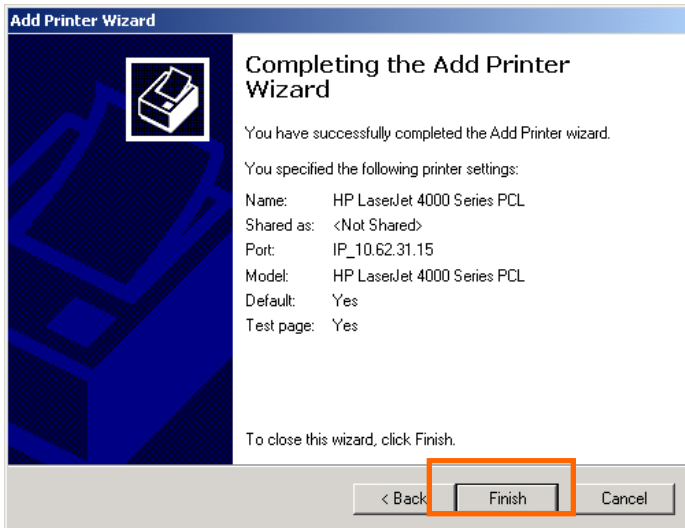 Add Printer Wizard
Completing the Add Printer
Wizard
You have successfully completed the Add Printer wizard.
You specified the following printer settings:
Name: HP LaserJet 4000 Series PCL
Shared as: <Not Shared>
Port: IP_10.62.31.15
Model: HP LaserJet 4000 Series PCL
Default: Yes
Test page: Yes
To close this wizard, click Finish.
< Back Finish Cancel